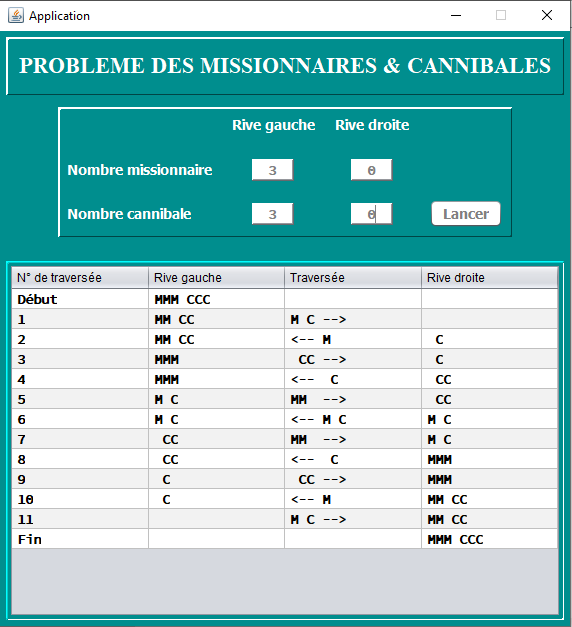 Application
PROBLEME DES MISSIONNAIRES & CANNIBALES
Rive gauche Rive droite
Nombre missionnaire 3 0
Nombre cannibale 3 0 Lancer
N° de traversée Rive gauche Traversée Rive droite
Début MMM CCC
1 MM CC M C -->
2 MM CC <-- M C
3 MMM CC --> C
4 MMM <-- C CC
5 M C MM --> CC
6 M C <-- M C M C
7 CC MM --> M C
8 CC <-- C MMM
9 C CC --> MMM
10 C <-- M MM CC
11 M C --> MM CC
Fin MMM CCC